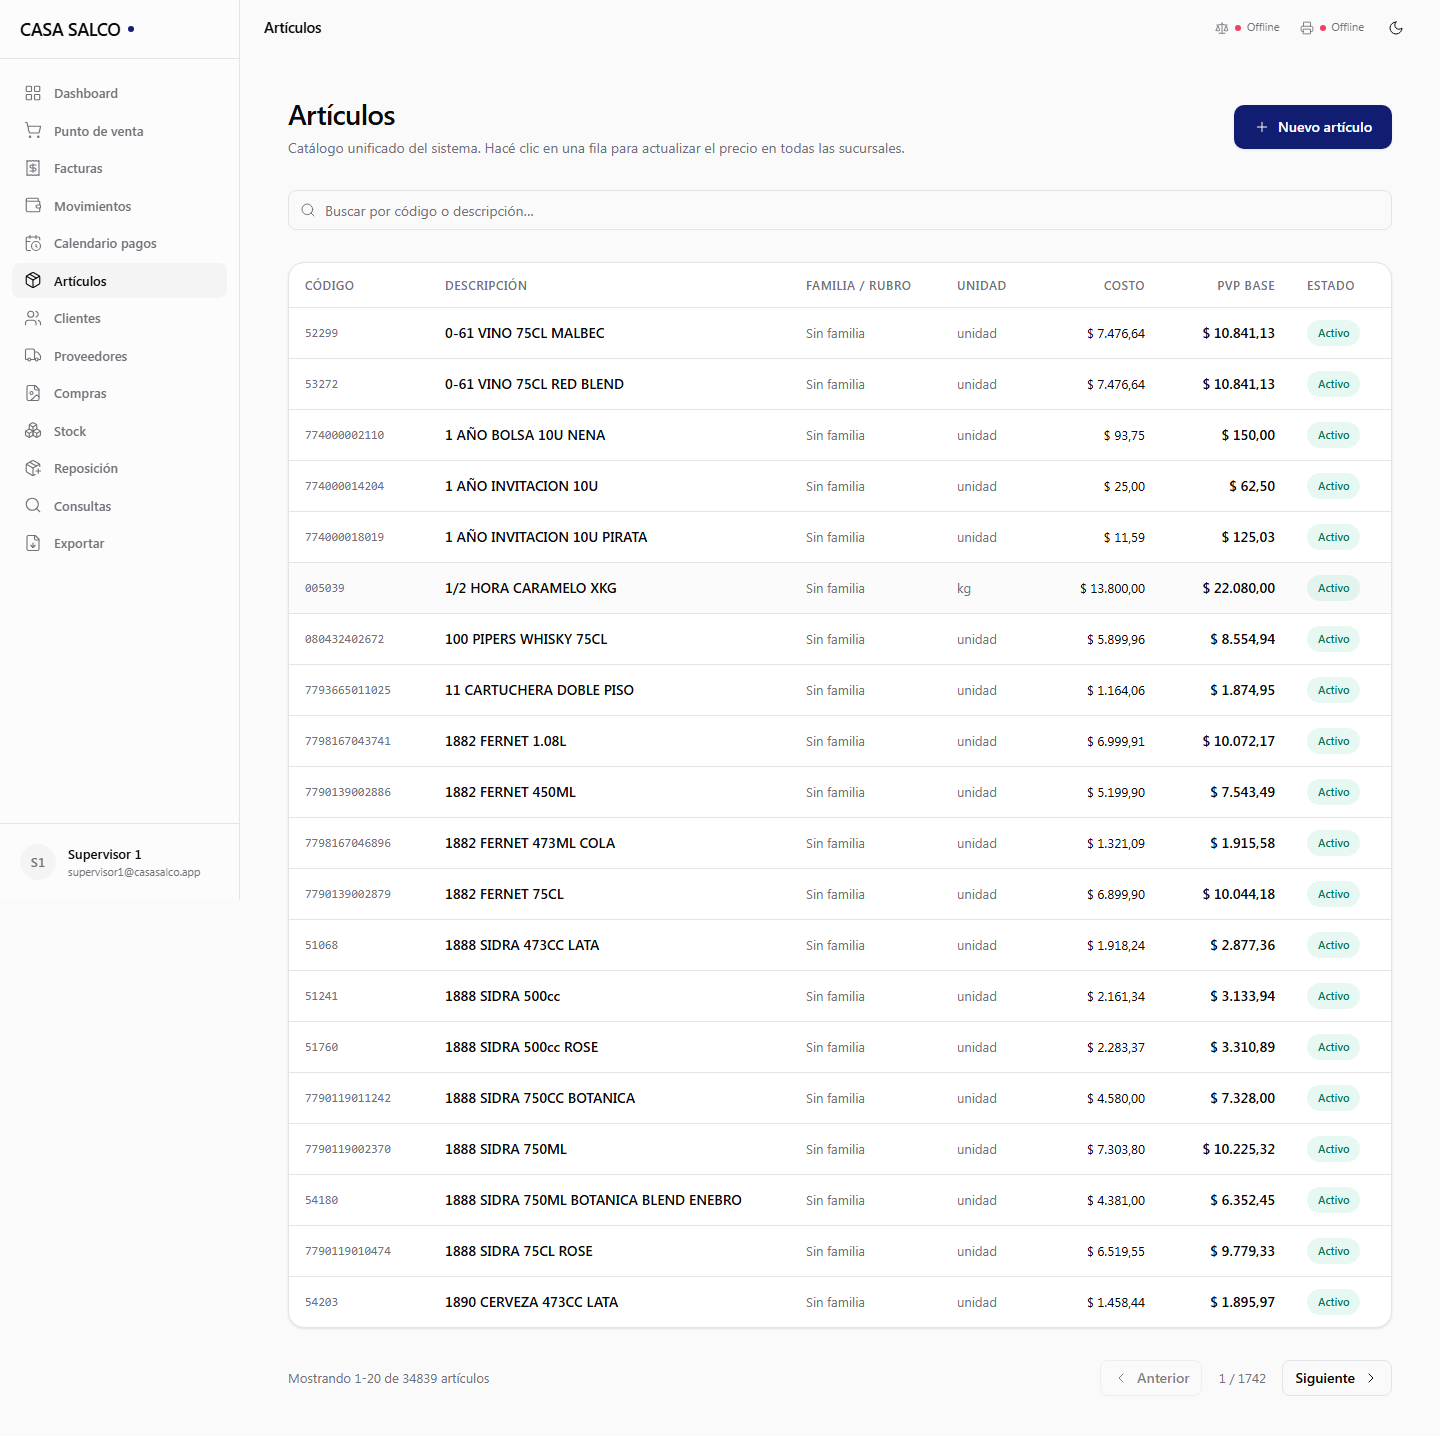 CASA SALCO
Artículos
Offline
Offline
Dashboard
Punto de venta
Facturas
Movimientos
Calendario pagos
Artículos
Clientes
Proveedores
Compras
Stock
Reposición
Consultas
Exportar
S1
Supervisor 1
supervisor1@casasalco.app
Artículos
Catálogo unificado del sistema. Hacé clic en una fila para actualizar el precio en todas las sucursales.
Nuevo artículo
Buscar por código o descripción...
CÓDIGO DESCRIPCIÓN FAMILIA / RUBRO UNIDAD COSTO PVP BASE ESTADO
52299 0-61 VINO 75CL MALBEC Sin familia unidad $ 7.476,64 $ 10.841,13 Activo
53272 0-61 VINO 75CL RED BLEND Sin familia unidad $ 7.476,64 $ 10.841,13 Activo
774000002110 1 AÑO BOLSA 10U NENA Sin familia unidad $ 93,75 $ 150,00 Activo
774000014204 1 AÑO INVITACION 10U Sin familia unidad $ 25,00 $ 62,50 Activo
774000018019 1 AÑO INVITACION 10U PIRATA Sin familia unidad $ 11,59 $ 125,03 Activo
005039 1/2 HORA CARAMELO XKG Sin familia kg $ 13.800,00 $ 22.080,00 Activo
080432402672 100 PIPERS WHISKY 75CL Sin familia unidad $ 5.899,96 $ 8.554,94 Activo
7793665011025 11 CARTUCHERA DOBLE PISO Sin familia unidad $ 1.164,06 $ 1.874,95 Activo
7798167043741 1882 FERNET 1.08L Sin familia unidad $ 6.999,91 $ 10.072,17 Activo
7790139002886 1882 FERNET 450ML Sin familia unidad $ 5.199,90 $ 7.543,49 Activo
7798167046896 1882 FERNET 473ML COLA Sin familia unidad $ 1.321,09 $ 1.915,58 Activo
7790139002879 1882 FERNET 75CL Sin familia unidad $ 6.899,90 $ 10.044,18 Activo
51068 1888 SIDRA 473CC LATA Sin familia unidad $ 1.918,24 $ 2.877,36 Activo
51241 1888 SIDRA 500cc Sin familia unidad $ 2.161,34 $ 3.133,94 Activo
51760 1888 SIDRA 500cc ROSE Sin familia unidad $ 2.283,37 $ 3.310,89 Activo
7790119011242 1888 SIDRA 750CC BOTANICA Sin familia unidad $ 4.580,00 $ 7.328,00 Activo
7790119002370 1888 SIDRA 750ML Sin familia unidad $ 7.303,80 $ 10.225,32 Activo
54180 1888 SIDRA 750ML BOTANICA BLEND ENEBRO Sin familia unidad $ 4.381,00 $ 6.352,45 Activo
7790119010474 1888 SIDRA 75CL ROSE Sin familia unidad $ 6.519,55 $ 9.779,33 Activo
54203 1890 CERVEZA 473CC LATA Sin familia unidad $ 1.458,44 $ 1.895,97 Activo
Mostrando 1-20 de 34839 artículos
Anterior
1 / 1742
Siguiente